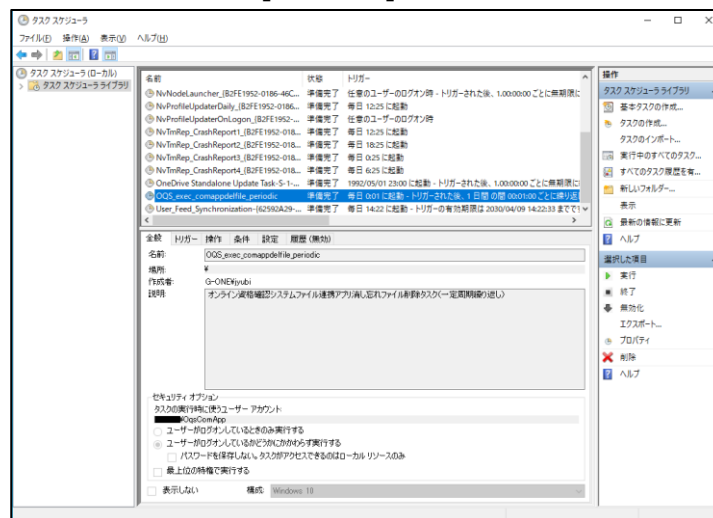 タスク スケジューラ
ファイル(F) 操作(A) 表示(V) ヘルプ(H)
タスク スケジューラ (ローカル)
タスク スケジューラ ライブラリ
名前 状態 トリガー
NvNodeLauncher_{B2FE1952-0186-46C... 準備完了 任意のユーザーのログオン時 - トリガーされた後、1.00:00:00 ごとに無期限に
NvProfileUpdaterDaily_{B2FE1952-0186... 準備完了 毎日 12:25 に起動
NvProfileUpdaterOnLogon_{B2FE1952-... 準備完了 任意のユーザーのログオン時
NvTmRep_CrashReport1_{B2FE1952-018... 準備完了 毎日 12:25 に起動
NvTmRep_CrashReport2_{B2FE1952-018... 準備完了 毎日 18:25 に起動
NvTmRep_CrashReport3_{B2FE1952-018... 準備完了 毎日 0:25 に起動
NvTmRep_CrashReport4_{B2FE1952-018... 準備完了 毎日 6:25 に起動
OneDrive Standalone Update Task-S-1-... 準備完了 1992/05/01 23:00 に起動 - トリガーされた後、1.00:00:00 ごとに無期限に
OQS_exec_comappdelfile_periodic 準備完了 毎日 0:01 に起動 - トリガーされた後、1 日間 の間 00:01:00 ごとに繰り返し
User_Feed_Synchronization-{62592A29-... 準備完了 毎日 14:22 に起動 - トリガーの有効期限は 2030/04/09 14:22:33 までで
全般 トリガー 操作 条件 設定 履歴 (無効)
名前: OQS_exec_comappdelfile_periodic
場所: ¥
作成者: G-ONE¥jyubi
説明: オンライン資格確認システムファイル連携アプリ消し忘れファイル削除タスク(一定周期繰り返し)
セキュリティ オプション
タスクの実行時に使うユーザー アカウント:
¥OqsComApp
ユーザーがログオンしているときのみ実行する
ユーザーがログオンしているかどうかにかかわらず実行する
パスワードを保存しない。タスクがアクセスできるのはローカル リソースのみ
最上位の特権で実行する
表示しない 構成: Windows 10
操作
タスク スケジューラ ライブラリ
基本タスクの作成...
タスクの作成...
タスクのインポート...
実行中のすべてのタスク...
すべてのタスク履歴を有...
新しいフォルダー...
表示
最新の情報に更新
ヘルプ
選択した項目
実行
終了
無効化
エクスポート...
プロパティ
削除
ヘルプ